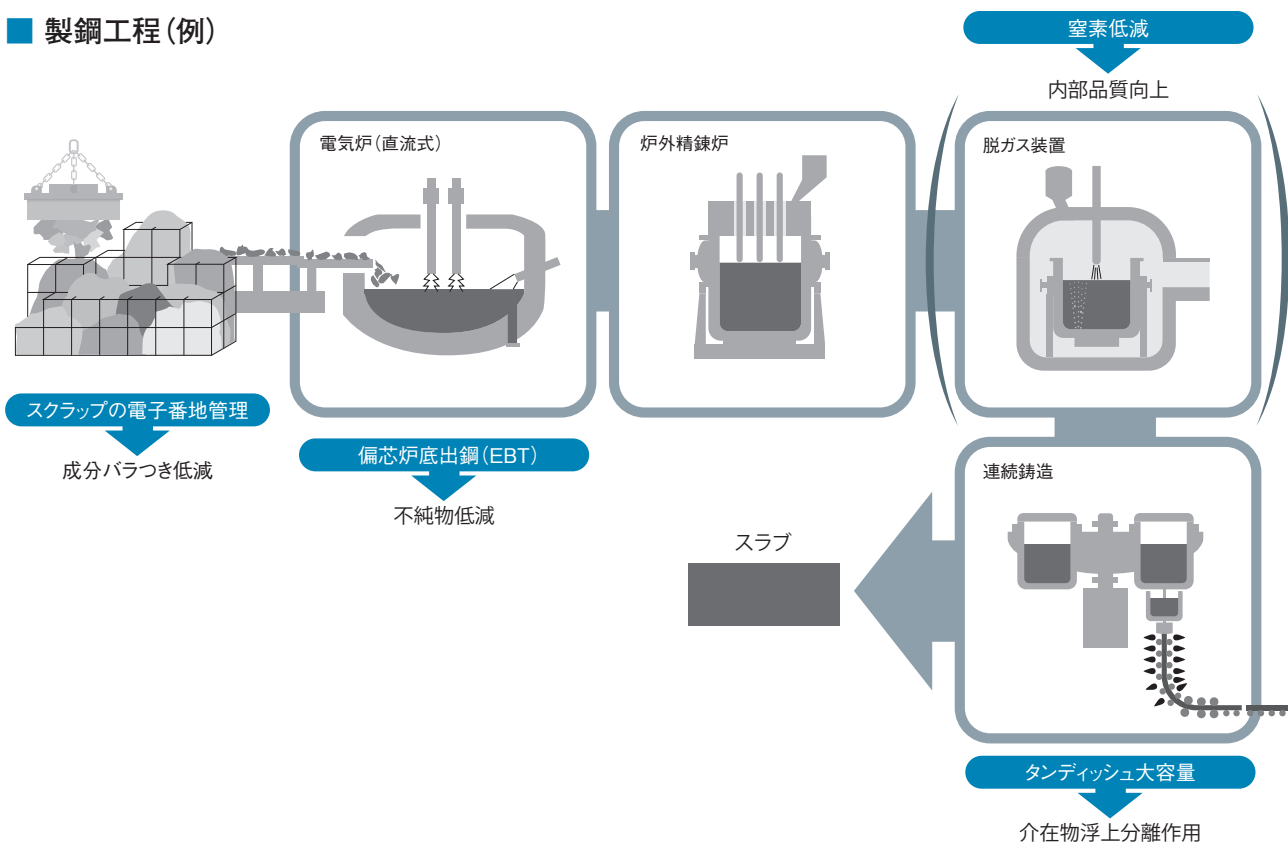 ■ 製鋼工程（例）
窒素低減
内部品質向上
電気炉（直流式）
炉外精錬炉
脱ガス装置
スクラップの電子番地管理
成分バラつき低減
偏芯炉底出鋼（EBT）
不純物低減
連続鋳造
スラブ
タンディッシュ大容量
介在物浮上分離作用